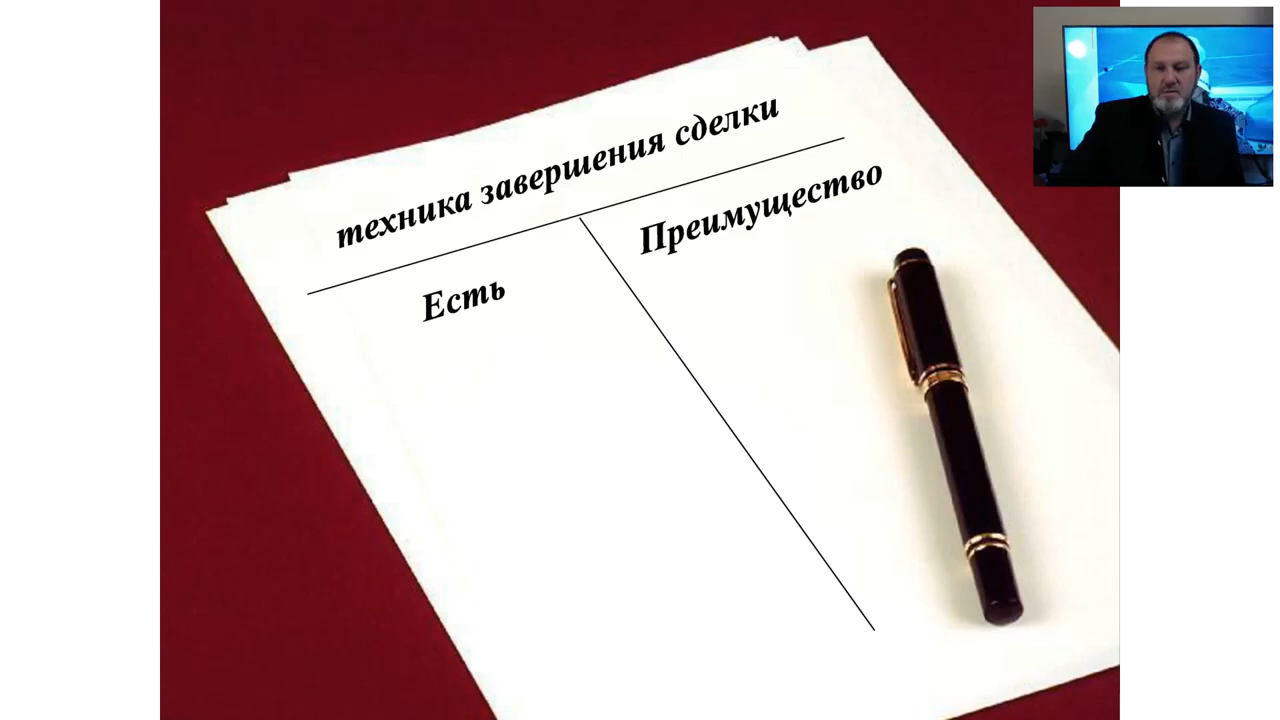 техника завершения сделки
Есть
Преимущество